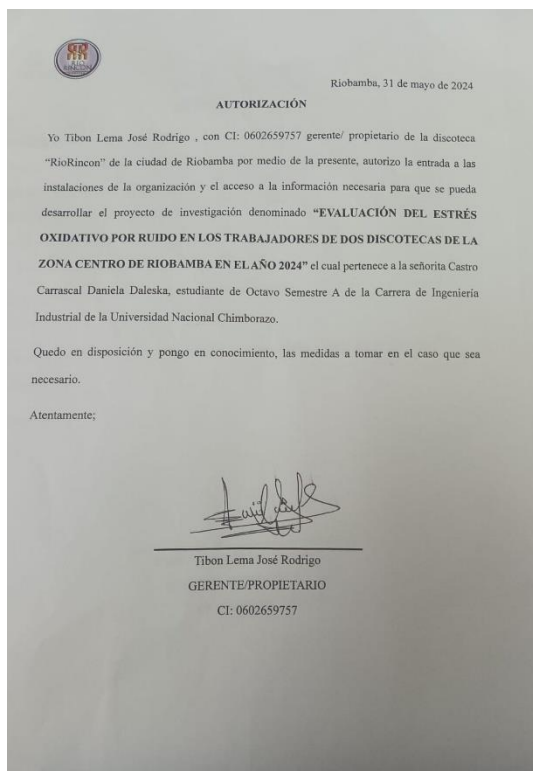 RR
RIO
RINCON
Riobamba, 31 de mayo de 2024
AUTORIZACIÓN
Yo Tibon Lema José Rodrigo , con CI: 0602659757 gerente/ propietario de la discoteca
“RioRincon” de la ciudad de Riobamba por medio de la presente, autorizo la entrada a las
instalaciones de la organización y el acceso a la información necesaria para que se pueda
desarrollar el proyecto de investigación denominado “EVALUACIÓN DEL ESTRÉS
OXIDATIVO POR RUIDO EN LOS TRABAJADORES DE DOS DISCOTECAS DE LA
ZONA CENTRO DE RIOBAMBA EN EL AÑO 2024” el cual pertenece a la señorita Castro
Carrascal Daniela Daleska, estudiante de Octavo Semestre A de la Carrera de Ingenieria
Industrial de la Universidad Nacional Chimborazo.
Quedo en disposición y pongo en conocimiento, las medidas a tomar en el caso que sea
necesario.
Atentamente;
Tibon Lema José Rodrigo
GERENTE/PROPIETARIO
CI: 0602659757